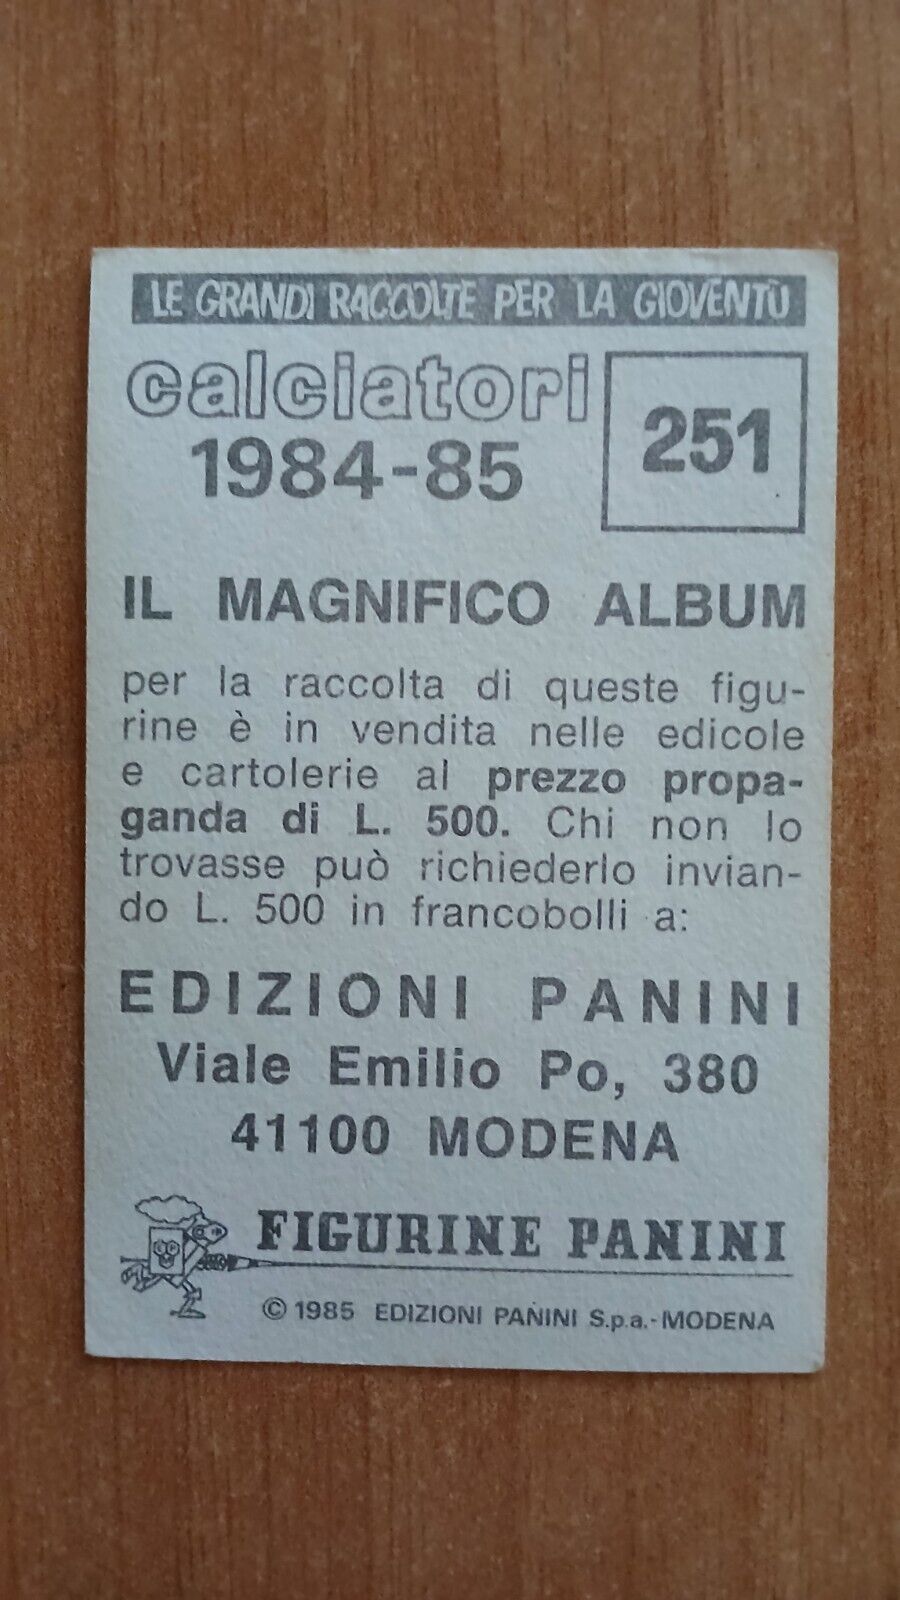 LE GRANDI RACCOLTE PER LA GIOVENTÙ
calciatori
1984-85
251
IL MAGNIFICO ALBUM
per la raccolta di queste figu-
rine è in vendita nelle edicole
e cartolerie al prezzo propa-
ganda di L. 500. Chi non lo
trovasse può richiederlo invian-
do L. 500 in francobolli a:
EDIZIONI PANINI
Viale Emilio Po, 380
41100 MODENA
FIGURINE PANINI
© 1985 EDIZIONI PANINI S.p.a.-MODENA